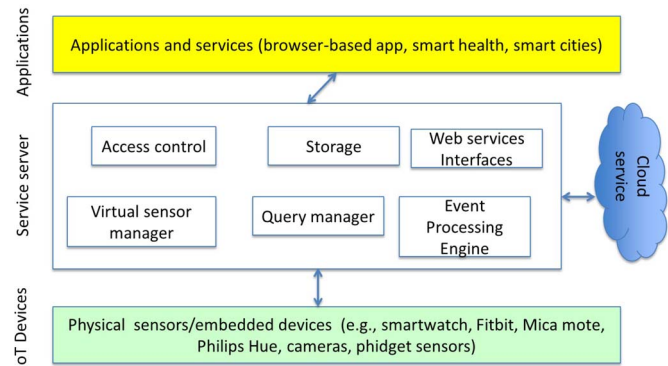 Applications
Applications and services (browser-based app, smart health, smart cities)
Service server
Access control
Storage
Web services
Interfaces
Virtual sensor
manager
Query manager
Event
Processing
Engine
Cloud
service
oT Devices
Physical sensors/embedded devices (e.g., smartwatch, Fitbit, Mica mote,
Philips Hue, cameras, phidget sensors)